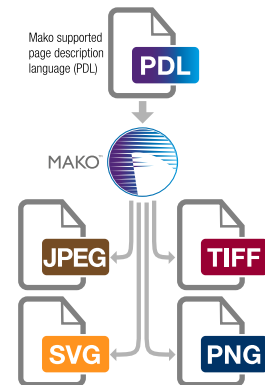 Mako supported
page description
language (PDL)
PDL
MAKO™
JPEG
TIFF
SVG
PNG